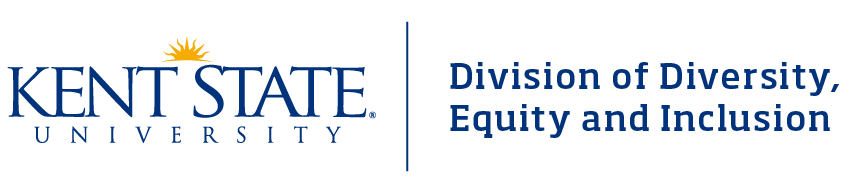 KENT STATE®
UNIVERSITY
Division of Diversity,
Equity and Inclusion